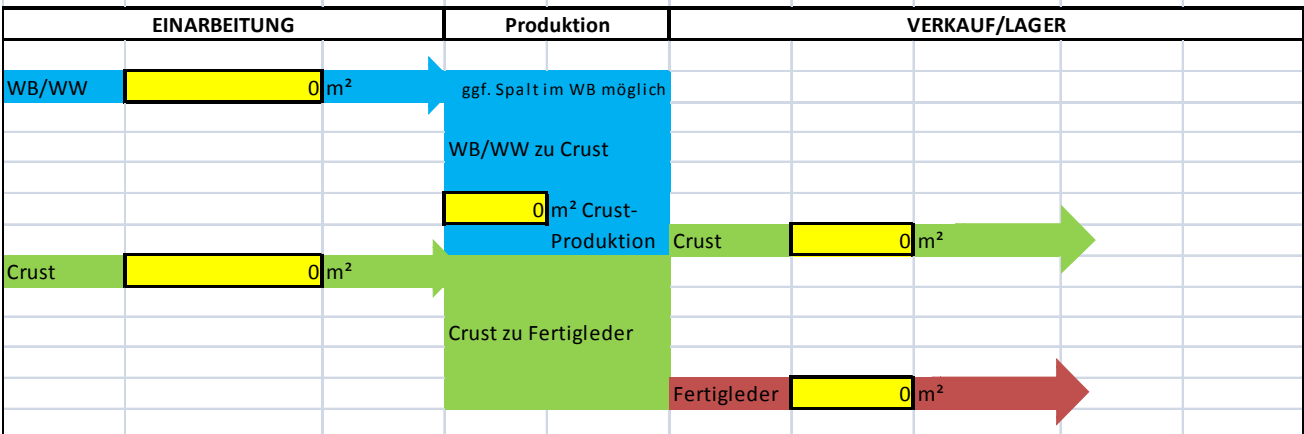 EINARBEITUNG Produktion VERKAUF/LAGER
WB/WW 0 m² ggf. Spalt im WB möglich
WB/WW zu Crust
0 m² Crust-
Produktion Crust 0 m²
Crust 0 m²
Crust zu Fertigleder
Fertigleder 0 m²